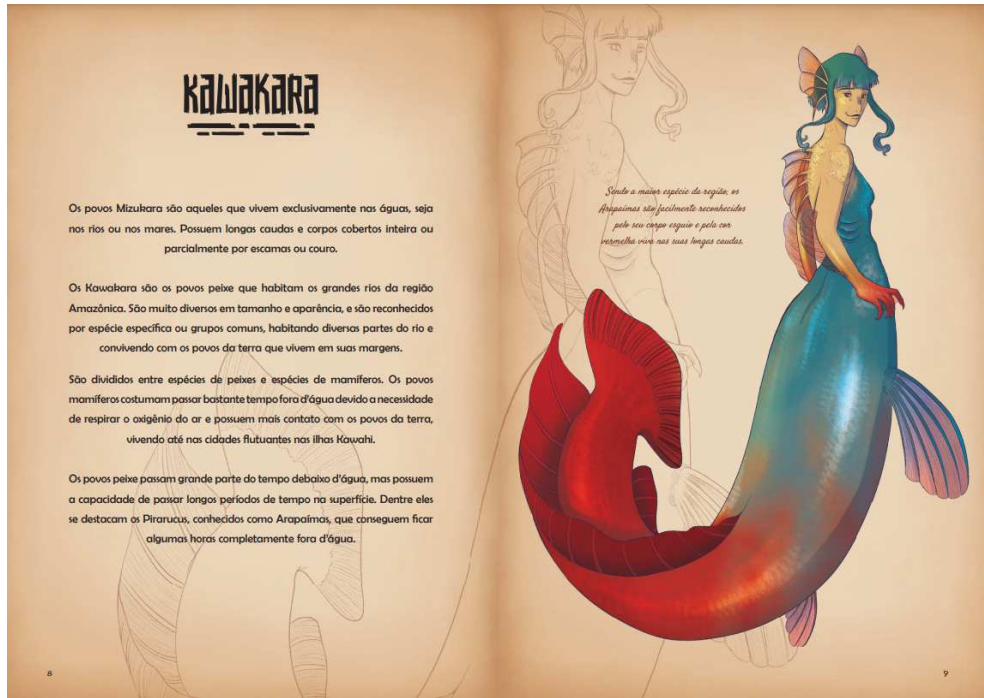 KAWAKARA
Os povos Mizukara são aqueles que vivem exclusivamente nas águas, seja
nos rios ou nos mares. Possuem longas caudas e corpos cobertos inteira ou
parcialmente por escamas ou couro.
Os Kawakara são os povos peixe que habitam os grandes rios da região
Amazônica. São muito diversos em tamanho e aparência, e são reconhecidos
por espécie específica ou grupos comuns, habitando diversas partes do rio e
convivendo com os povos da terra que vivem em suas margens.
São divididos entre espécies de peixes e espécies de mamíferos. Os povos
mamíferos costumam passar bastante tempo fora d'água devido a necessidade
de respirar o oxigênio do ar e possuem mais contato com os povos da terra,
vivendo até nas cidades flutuantes nas ilhas Kawahi.
Os povos peixe passam grande parte do tempo debaixo d'água, mas possuem
a capacidade de passar longos períodos de tempo na superfície. Dentre eles
se destacam os Pirarucus, conhecidos como Arapaímas, que conseguem ficar
algumas horas completamente fora d'água.
8
Sendo a maior espécie da região, os
Arapaímas são facilmente reconhecidos
pelo seu corpo esguio e pela cor
vermelha viva nas suas longas caudas.
9